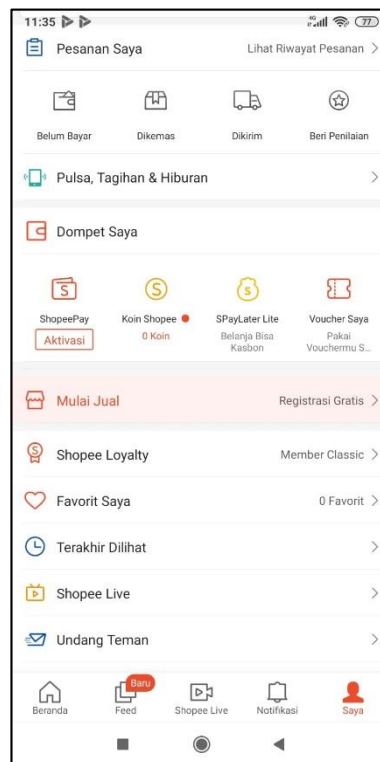 11:35 4G 77
Pesanan Saya Lihat Riwayat Pesanan
Belum Bayar Dikemas Dikirim Beri Penilaian
Pulsa, Tagihan & Hiburan
Dompet Saya
ShopeePay Koin Shopee SPayLater Lite Voucher Saya
Aktivasi 0 Koin Belanja Bisa Kasbon Pakai Vouchermu S...
Mulai Jual Registrasi Gratis
Shopee Loyalty Member Classic
Favorit Saya 0 Favorit
Terakhir Dilihat
Shopee Live
Undang Teman
Baru
Beranda Feed Shopee Live Notifikasi Saya